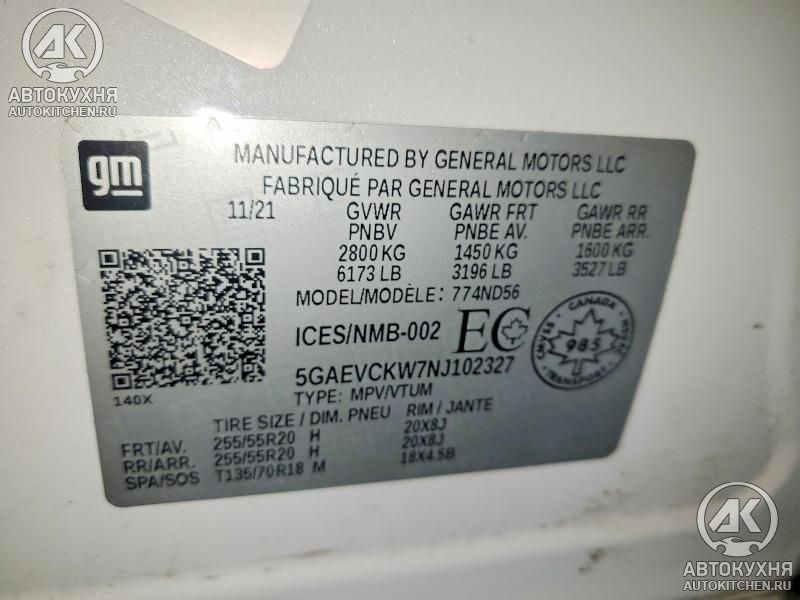 АВТОКУХНЯ
AUTOKITCHEN.RU
gm
MANUFACTURED BY GENERAL MOTORS LLC
FABRIQUÉ PAR GENERAL MOTORS LLC
11/21 GVWR GAWR FRT GAWR RR
PNBV PNBE AV. PNBE ARR.
2800 KG 1450 KG 1600 KG
6173 LB 3196 LB 3527 LB
MODEL/MODÈLE: 774ND56
ICES/NMB-002 EC
CANADA
CMVSS 985 NSVAC
5GAEVCKW7NJ102327
140X
TYPE: MPV/VTUM
TIRE SIZE / DIM. PNEU RIM / JANTE
FRT/AV. 255/55R20 H 20X8J
RR/ARR. 255/55R20 H 20X8J
SPA/SOS T135/70R18 M 18X4.5B
АВТОКУХНЯ
AUTOKITCHEN.RU